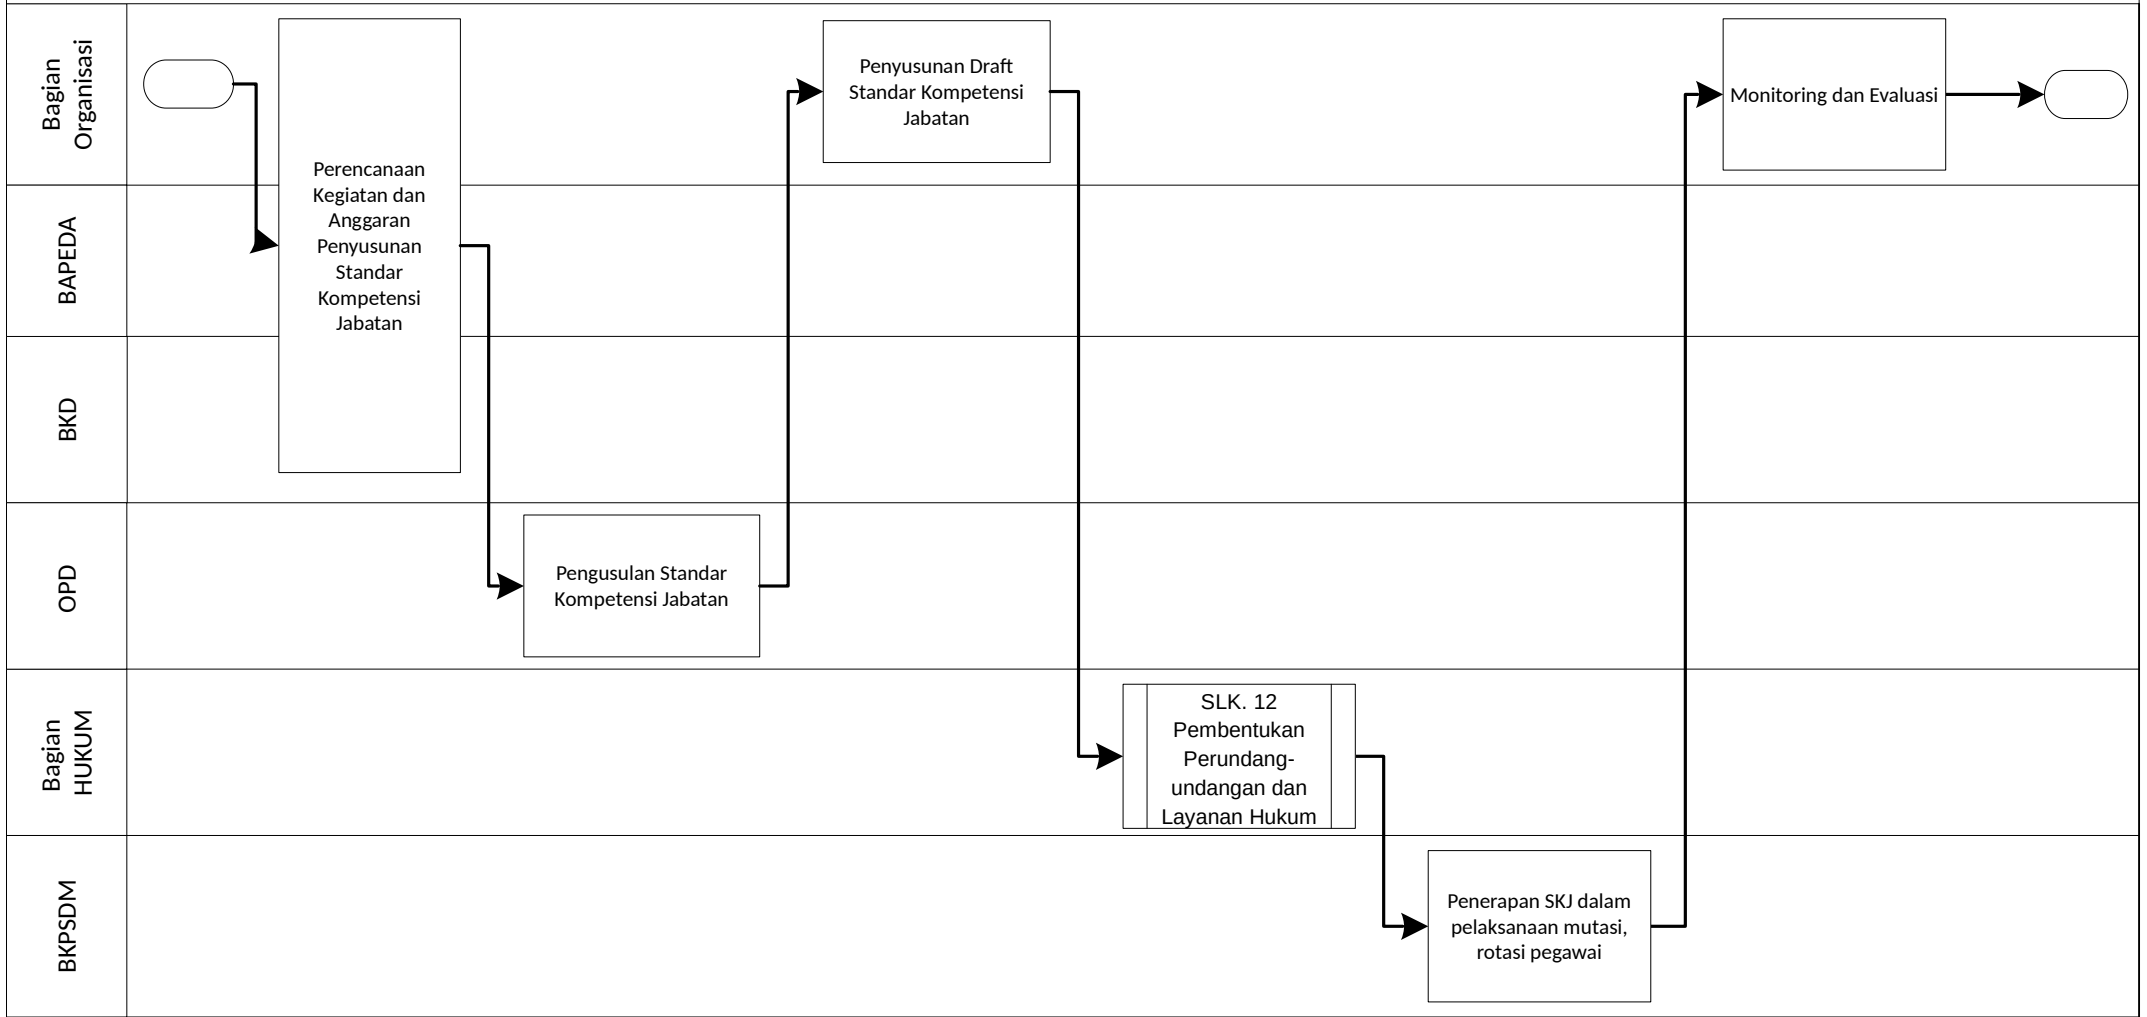 Bagian
Organisasi
BAPEDA
BKD
OPD
Bagian
HUKUM
BKPSDM
Perencanaan
Kegiatan dan
Anggaran
Penyusunan
Standar
Kompetensi
Jabatan
Pengusulan Standar
Kompetensi Jabatan
Penyusunan Draft
Standar Kompetensi
Jabatan
SLK. 12
Pembentukan
Perundang-
undangan dan
Layanan Hukum
Penerapan SKJ dalam
pelaksanaan mutasi,
rotasi pegawai
Monitoring dan Evaluasi